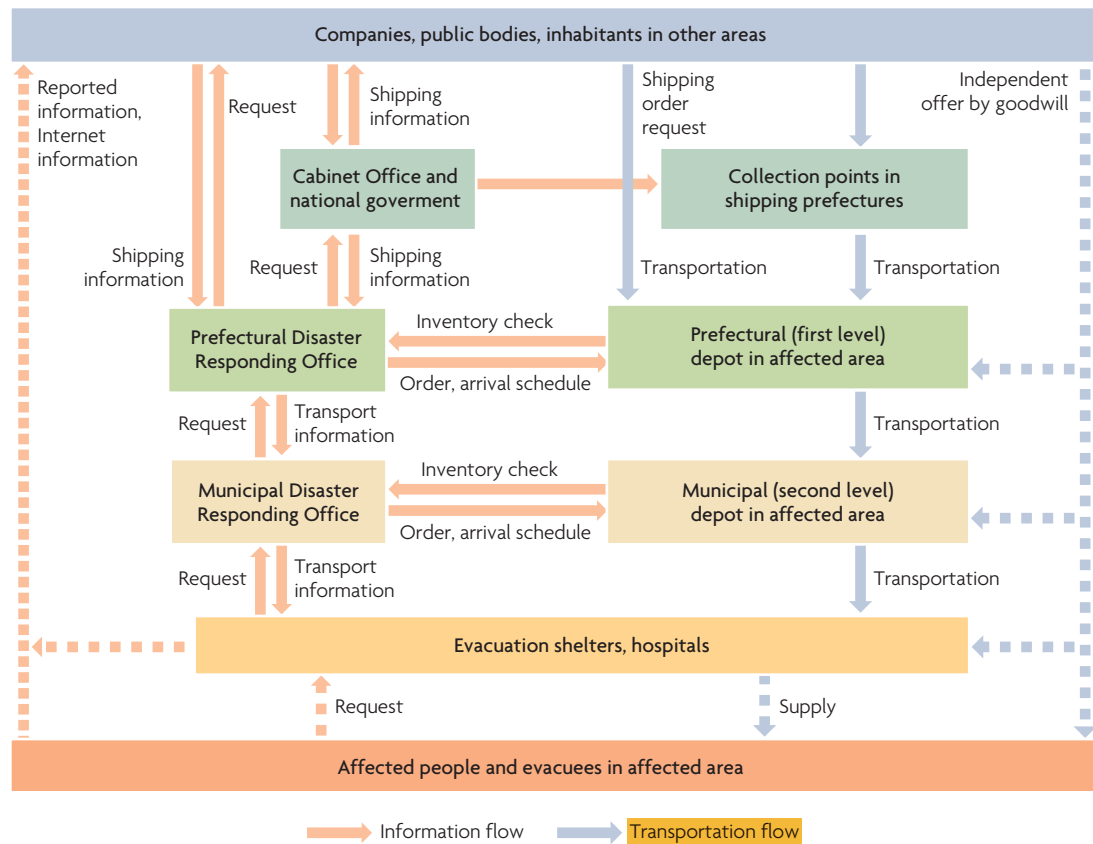 Companies, public bodies, inhabitants in other areas
Reported
information,
Internet
information
Request
Shipping
information
Shipping
order
request
Independent
offer by goodwill
Cabinet Office and
national goverment
Collection points in
shipping prefectures
Shipping
information
Request
Shipping
information
Transportation
Transportation
Prefectural Disaster
Responding Office
Inventory check
Order, arrival schedule
Prefectural (first level)
depot in affected area
Request
Transport
information
Transportation
Municipal Disaster
Responding Office
Inventory check
Order, arrival schedule
Municipal (second level)
depot in affected area
Request
Transport
information
Transportation
Evacuation shelters, hospitals
Request
Supply
Affected people and evacuees in affected area
Information flow
Transportation flow